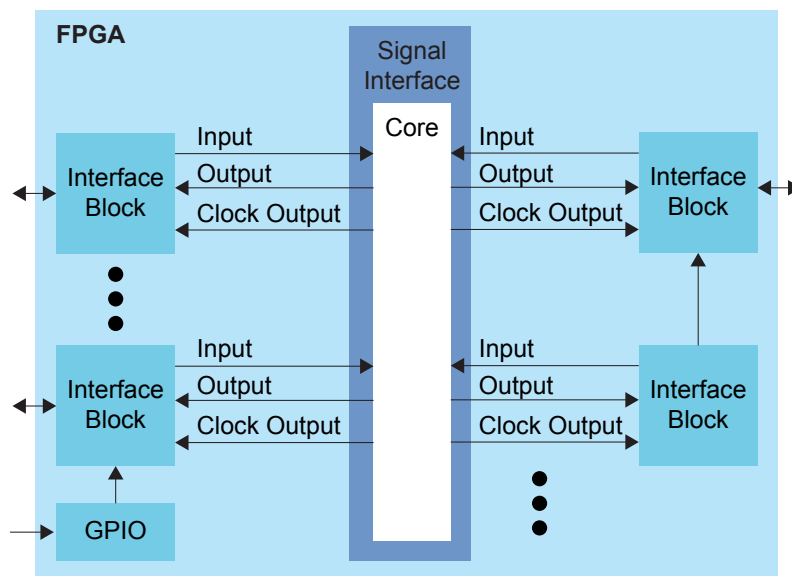 FPGA
Signal
Interface
Core
Interface
Block
Input
Output
Clock Output
Input
Output
Clock Output
Interface
Block
Interface
Block
Input
Output
Clock Output
Input
Output
Clock Output
Interface
Block
GPIO